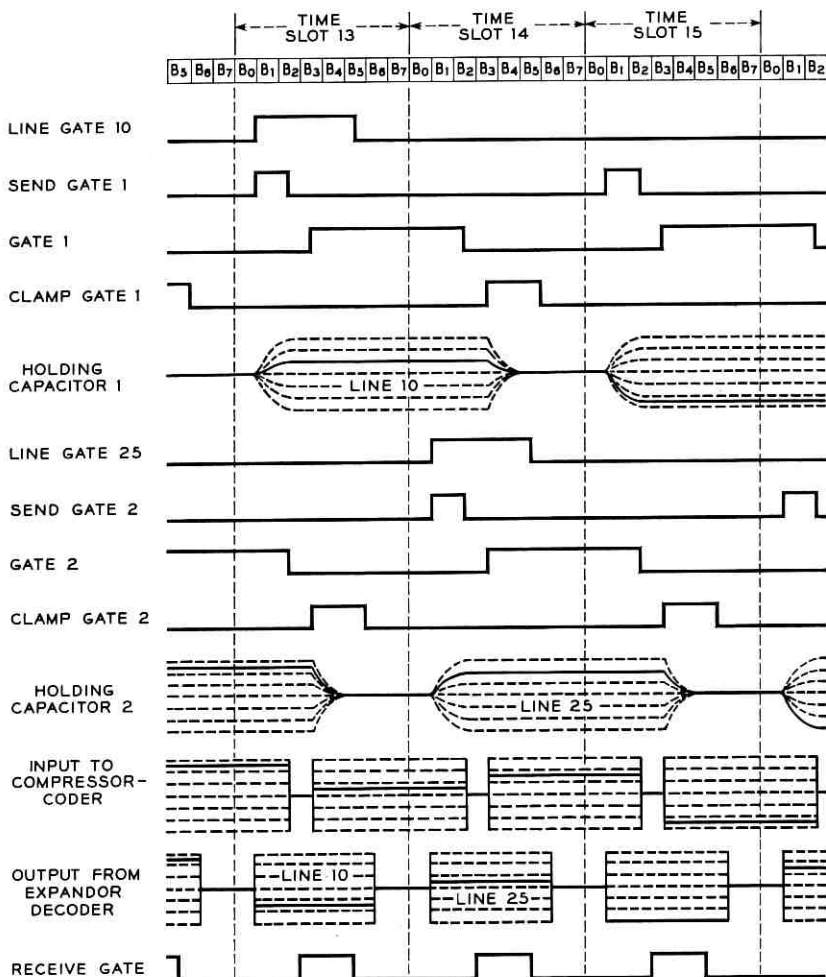 TIME SLOT 13
TIME SLOT 14
TIME SLOT 15
B5 B6 B7 B0 B1 B2 B3 B4 B5 B6 B7 B0 B1 B2 B3 B4 B5 B6 B7 B0 B1 B2 B3 B4 B5 B6 B7 B0 B1 B2
LINE GATE 10
SEND GATE 1
GATE 1
CLAMP GATE 1
HOLDING
CAPACITOR 1
LINE 10
LINE GATE 25
SEND GATE 2
GATE 2
CLAMP GATE 2
HOLDING
CAPACITOR 2
LINE 25
INPUT TO
COMPRESSOR-
CODER
OUTPUT FROM
EXPANDOR
DECODER
LINE 10
LINE 25
RECEIVE GATE